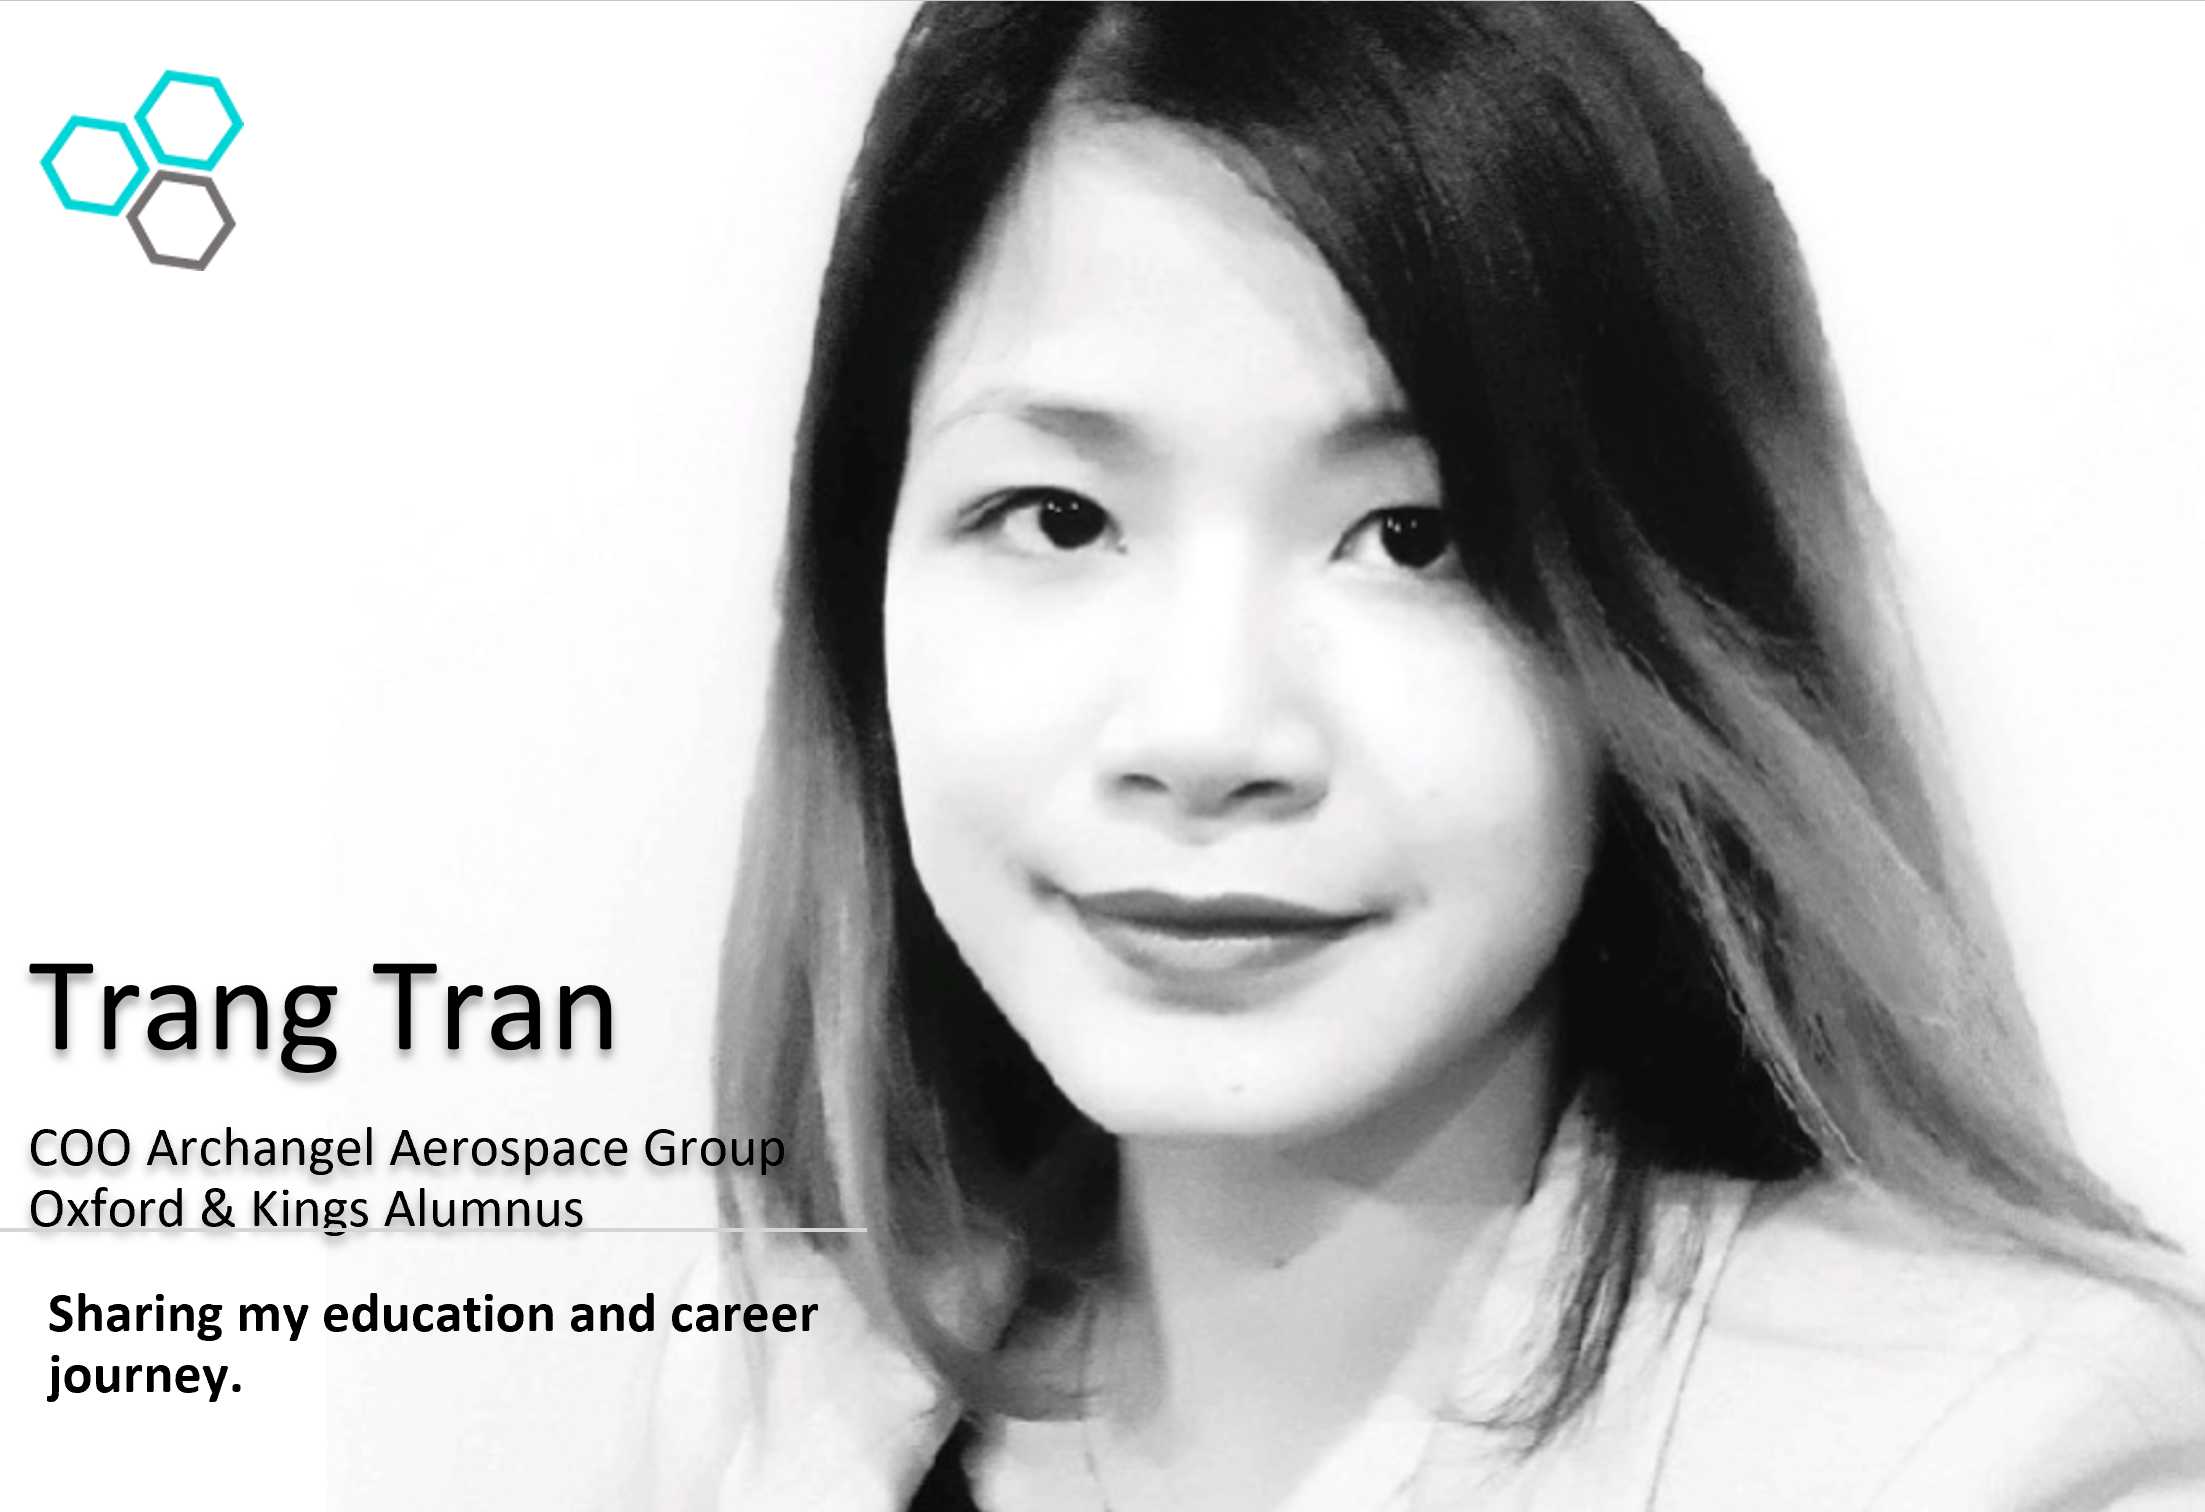 Trang Tran
COO Archangel Aerospace Group
Oxford & Kings Alumnus
Sharing my education and career
journey.